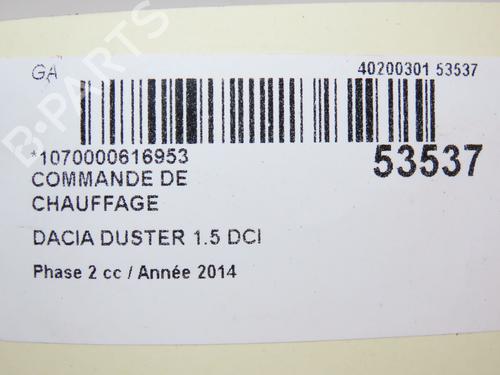 GA
40200301 53537
*1070000616953
53537
COMMANDE DE
CHAUFFAGE
DACIA DUSTER 1.5 DCI
Phase 2 cc / Année 2014
B-PARTS